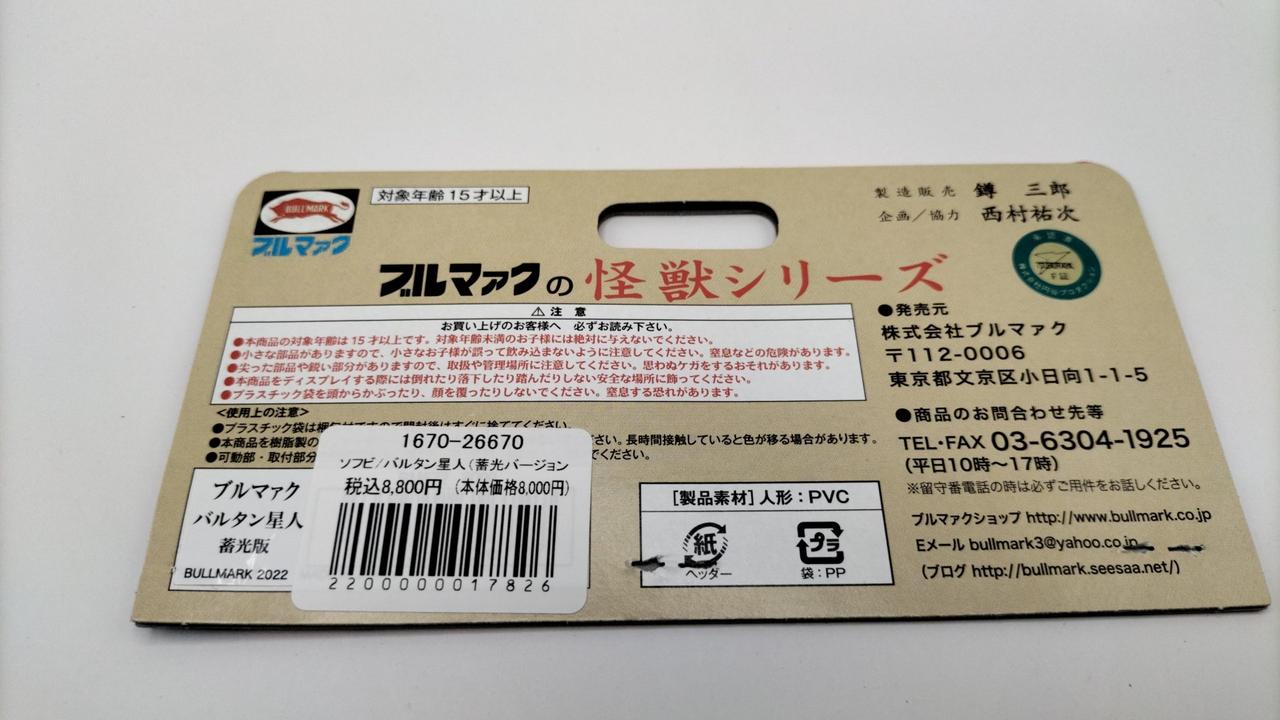 BULLMARK
ブルマァク
対象年齢15才以上
製造販売 鐏 三郎
企画／協力 西村祐次
ブルマァクの怪獣シリーズ
⚠注 意
お買い上げのお客様へ 必ずお読み下さい。
●本商品の対象年齢は15才以上です。対象年齢未満のお子様には絶対に与えないでください。
●小さな部品がありますので、小さなお子様が誤って飲み込まないように注意してください。窒息などの危険があります。
●尖った部品や鋭い部分がありますので、取扱や管理場所に注意してください。思わぬケガをするおそれがあります。
●本商品をディスプレイする際には倒れたり落下したり踏んだりしない安全な場所に飾ってください。
●プラスチック袋を頭からかぶったり、顔を覆ったりしないでください。窒息する恐れがあります。
<使用上の注意>
●プラスチック袋は梱包材ですので開封後はすぐに捨ててください。
●本商品を樹脂製の
ださい。長時間接触していると色が移る場合があります。
●可動部・取付部分
でください。
1670-26670
ソフビ/バルタン星人(蓄光バージョン
税込8,800円 (本体価格8,000円)
2200000017826
ブルマァク
バルタン星人
蓄光版
BULLMARK 2022
[製品素材]人形：PVC
紙
ヘッダー
プラ
袋：PP
●発売元
株式会社ブルマァク
〒112-0006
東京都文京区小日向1-1-5
●商品のお問合わせ先等
TEL・FAX 03-6304-1925
(平日10時〜17時)
※留守番電話の時は必ずご用件をお話しください。
ブルマァクショップ http://www.bullmark.co.jp
Eメール bullmark3@yahoo.co.jp
(ブログ http://bullmark.seesaa.net/)